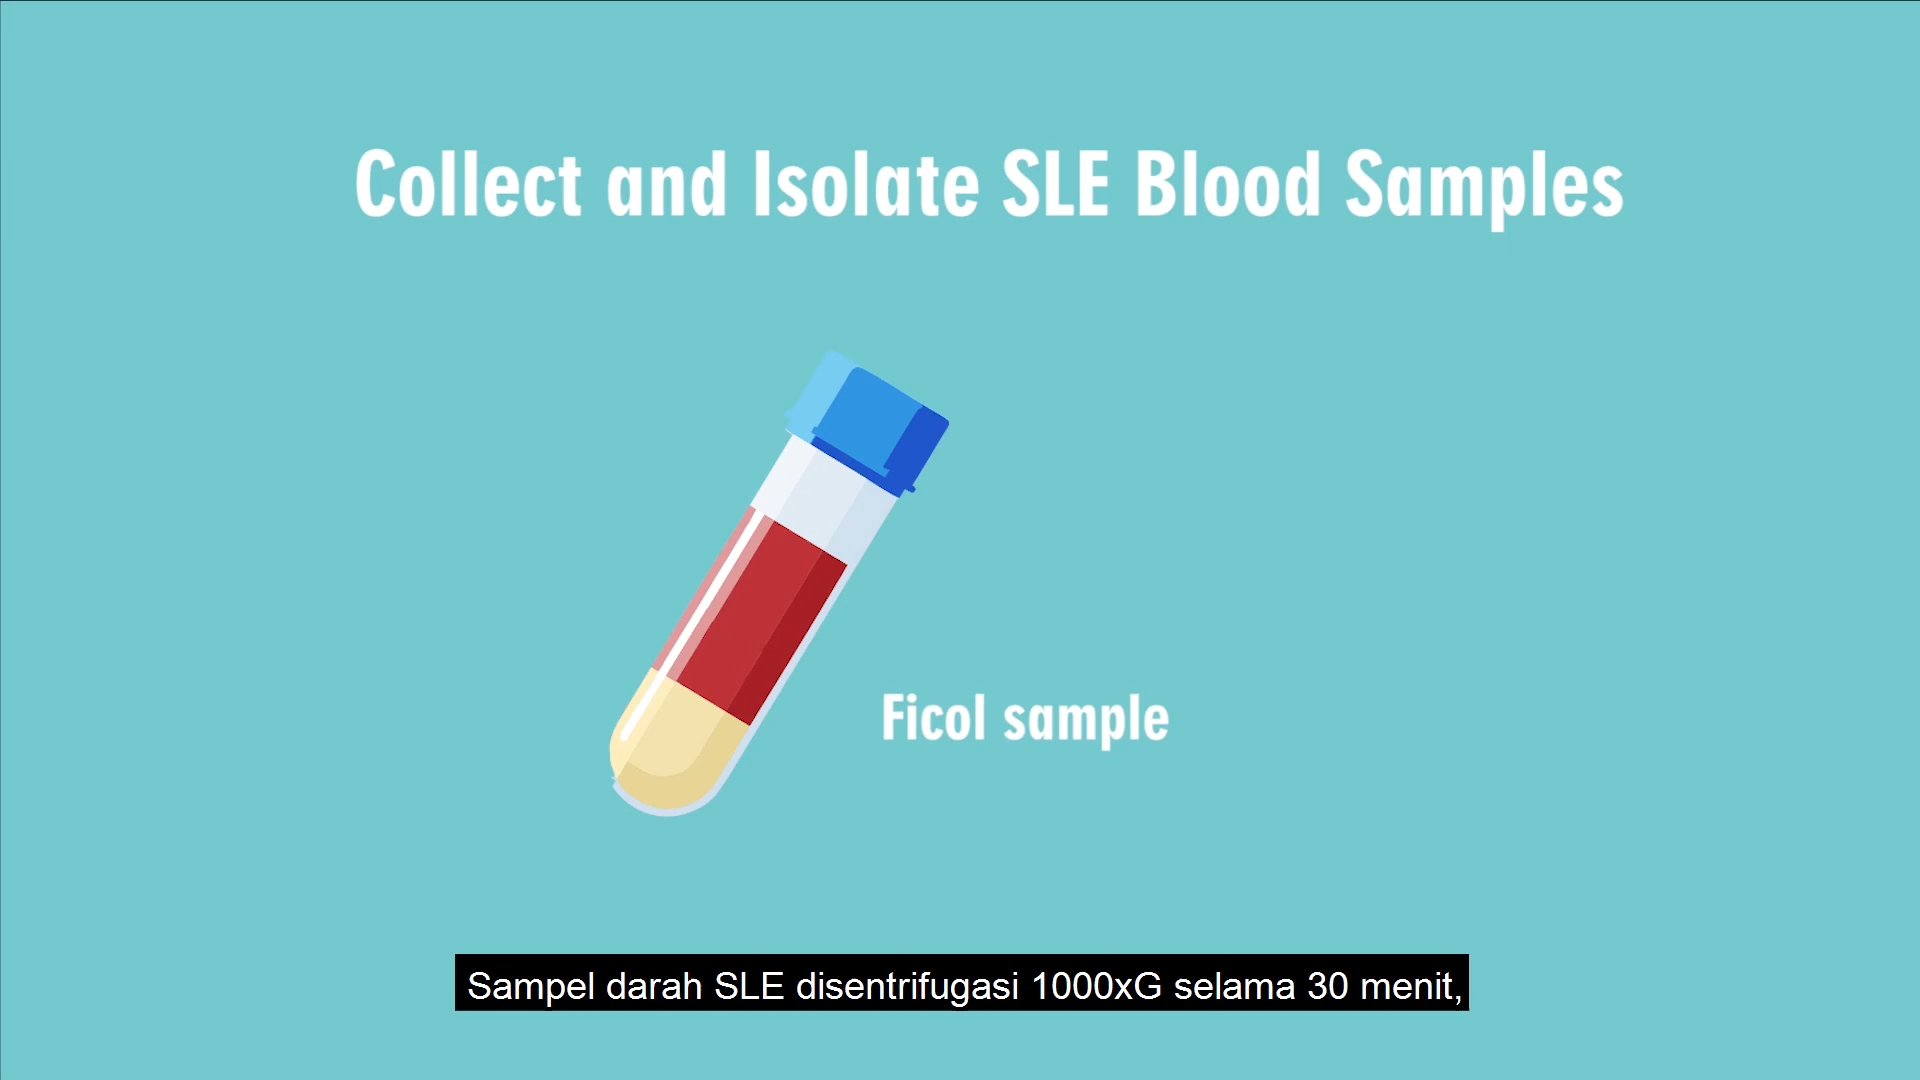 Collect and Isolate SLE Blood Samples
Ficol sample
Sampel darah SLE disentrifugasi 1000xG selama 30 menit,